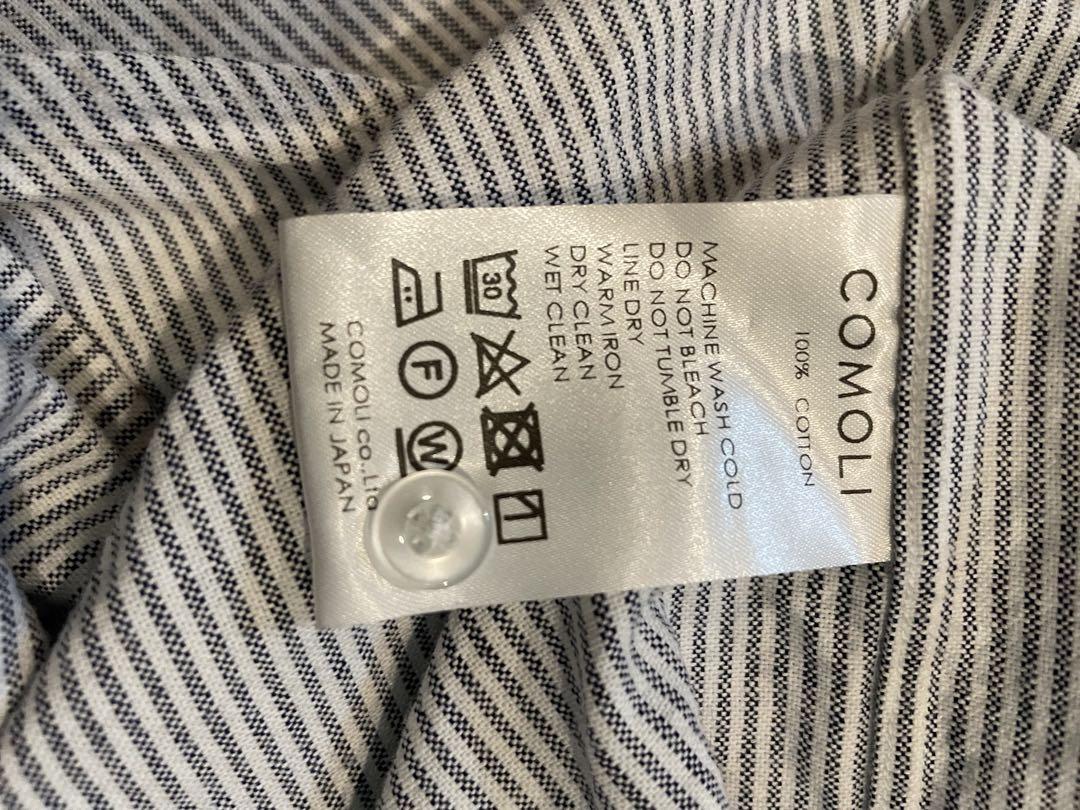 COMOLI
100% COTTON
MACHINE WASH COLD
DO NOT BLEACH
DO NOT TUMBLE DRY
LINE DRY
WARM IRON
DRY CLEAN
WET CLEAN
30
F W
COMOLI co.,Ltd
MADE IN JAPAN